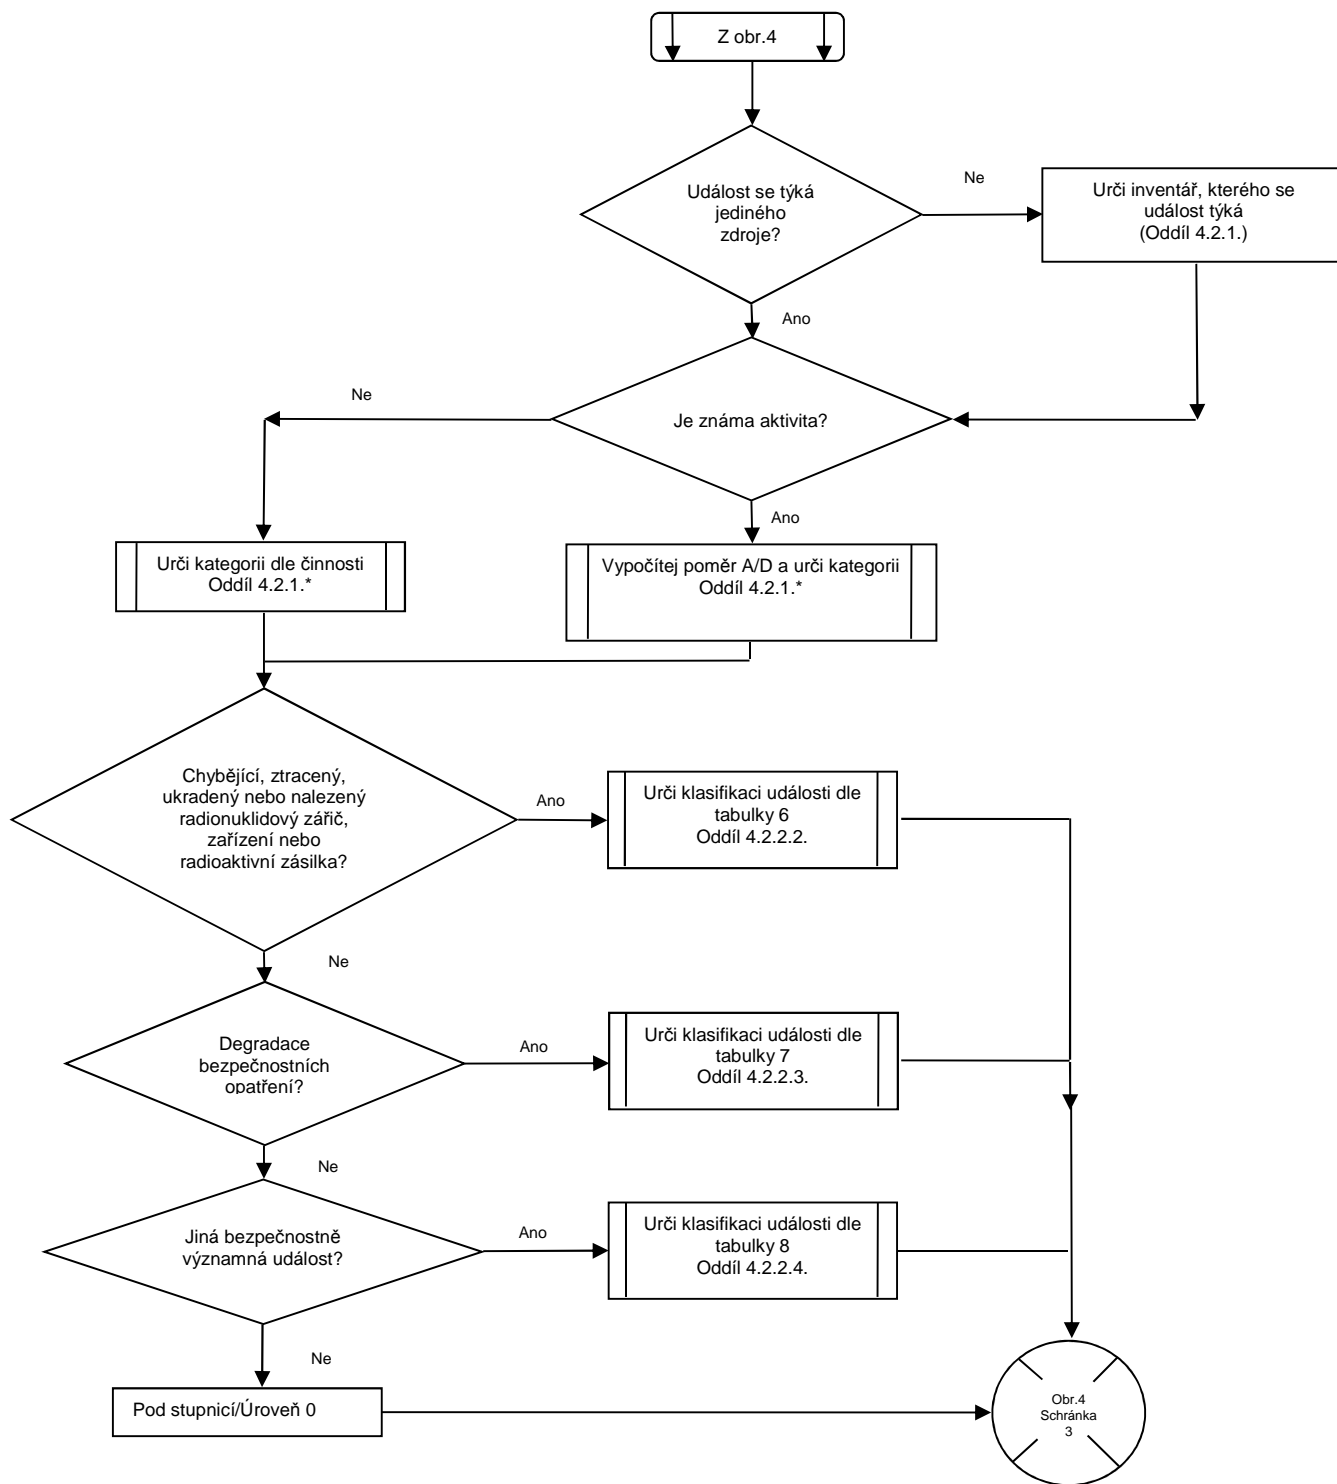 Z obr.4
Událost se týká
jediného
zdroje?
Ne
Urči inventář, kterého se
událost týká
(Oddíl 4.2.1.)
Ano
Je známa aktivita?
Ne
Ano
Urči kategorii dle činnosti
Oddíl 4.2.1.*
Vypočítej poměr A/D a urči kategorii
Oddíl 4.2.1.*
Chybějící, ztracený,
ukradený nebo nalezený
radionuklidový zářič,
zařízení nebo
radioaktivní zásilka?
Ano
Urči klasifikaci události dle
tabulky 6
Oddíl 4.2.2.2.
Ne
Degradace
bezpečnostních
opatření?
Ano
Urči klasifikaci události dle
tabulky 7
Oddíl 4.2.2.3.
Ne
Jiná bezpečnostně
významná událost?
Ano
Urči klasifikaci události dle
tabulky 8
Oddíl 4.2.2.4.
Ne
Pod stupnicí/Úroveň 0
Obr.4
Schránka
3